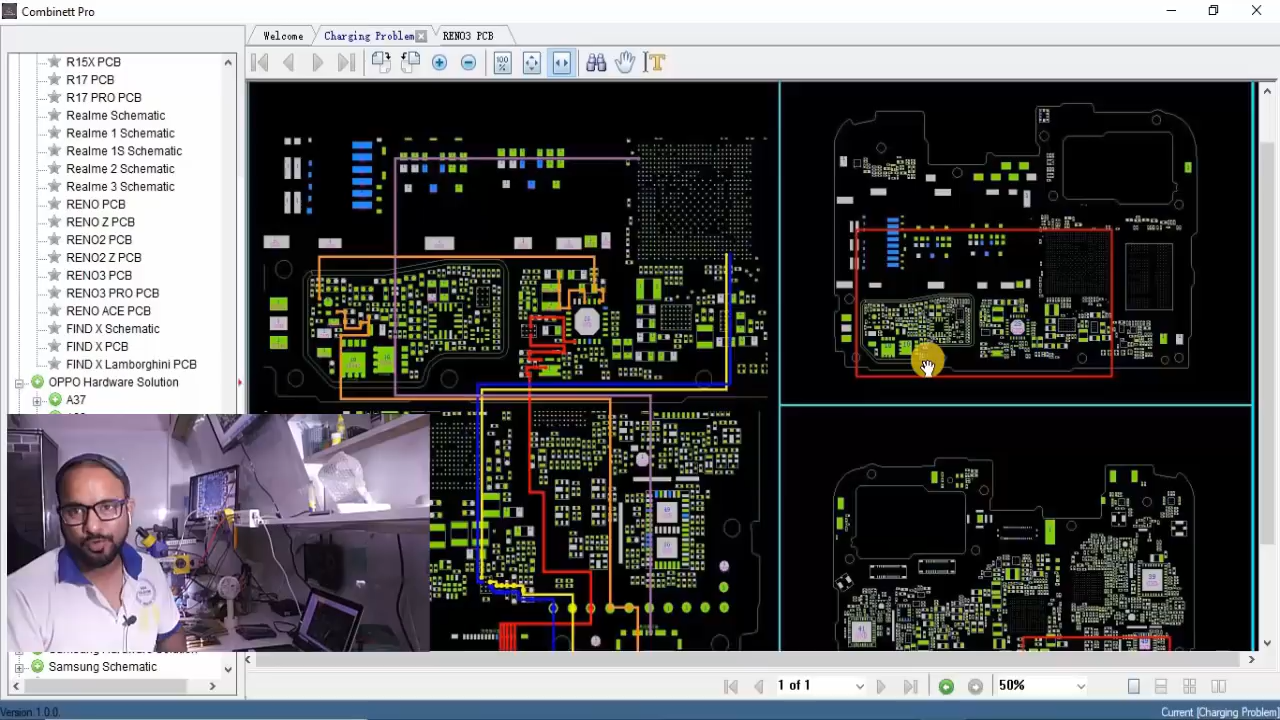 Combinett Pro
Welcome
Charging Problem
RENO3 PCB
R15X PCB
R17 PCB
R17 PRO PCB
Realme Schematic
Realme 1 Schematic
Realme 1S Schematic
Realme 2 Schematic
Realme 3 Schematic
RENO PCB
RENO Z PCB
RENO2 PCB
RENO2 Z PCB
RENO3 PCB
RENO3 PRO PCB
RENO ACE PCB
FIND X Schematic
FIND X PCB
FIND X Lamborghini PCB
OPPO Hardware Solution
A37
Samsung Schematic
100
%
T
1 of 1
50%
Version 1.0.0.
Current [Charging Problem]